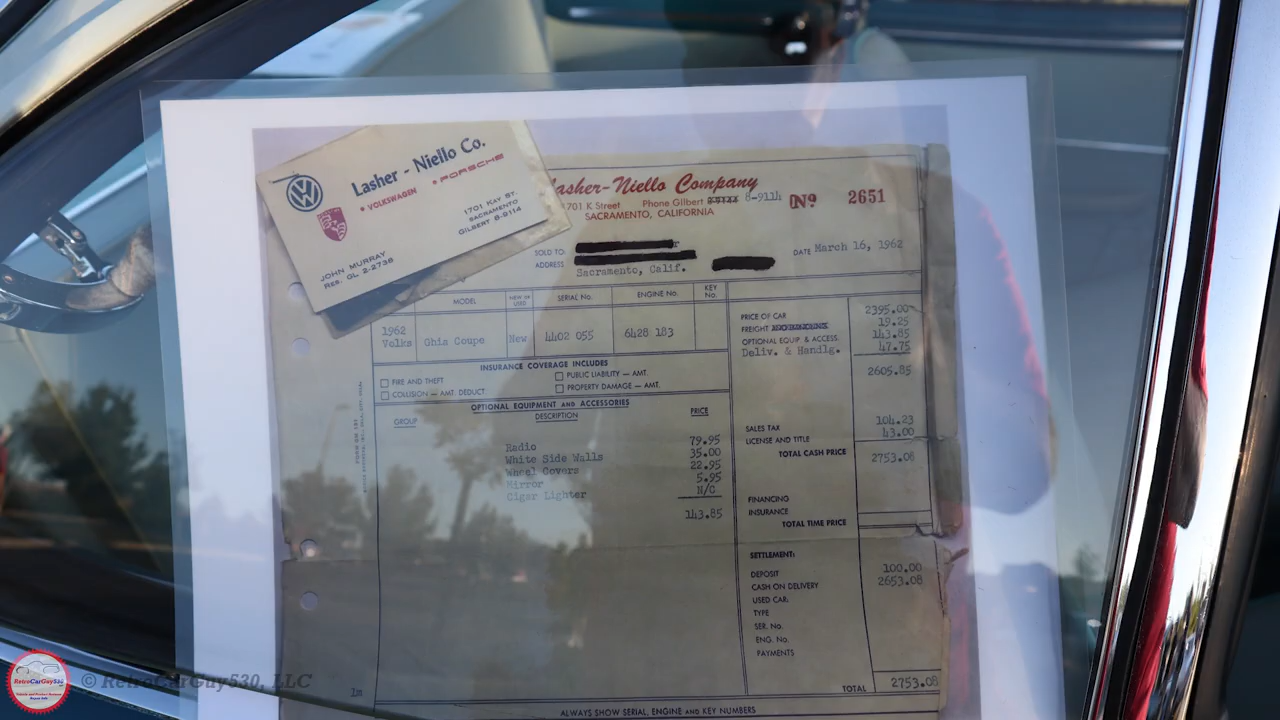 Lasher - Niello Co.
• VOLKSWAGEN • PORSCHE
1701 KAY ST.
SACRAMENTO
GILBERT 8-9114
JOHN MURRAY
RES. GL 2-2736
Lasher-Niello Company
1701 K Street Phone Gilbert 8-9114
SACRAMENTO, CALIFORNIA
Nº 2651
SOLD TO
ADDRESS
Sacramento, Calif.
DATE March 16, 1962
MODEL NEW OR USED SERIAL No. ENGINE No. KEY No.
1962 Volks Ghia Coupe New 4402 055 6428 183
PRICE OF CAR 2395.00
FREIGHT 19.25
OPTIONAL EQUIP & ACCESS. 143.85
Deliv. & Handlg. 47.75
2605.85
INSURANCE COVERAGE INCLUDES
FIRE AND THEFT PUBLIC LIABILITY — AMT.
COLLISION — AMT. DEDUCT. PROPERTY DAMAGE — AMT.
OPTIONAL EQUIPMENT AND ACCESSORIES
GROUP DESCRIPTION PRICE
Radio 79.95
White Side Walls 35.00
Wheel Covers 22.95
Mirror 5.95
Cigar Lighter N/C
143.85
SALES TAX 104.23
LICENSE AND TITLE 43.00
TOTAL CASH PRICE 2753.08
FINANCING
INSURANCE
TOTAL TIME PRICE
SETTLEMENT:
DEPOSIT 100.00
CASH ON DELIVERY 2653.08
USED CAR:
TYPE
SER. No.
ENG. No.
PAYMENTS
TOTAL 2753.08
ALWAYS SHOW SERIAL, ENGINE AND KEY NUMBERS
RetroCarGuy530
© RetroCarGuy530, LLC